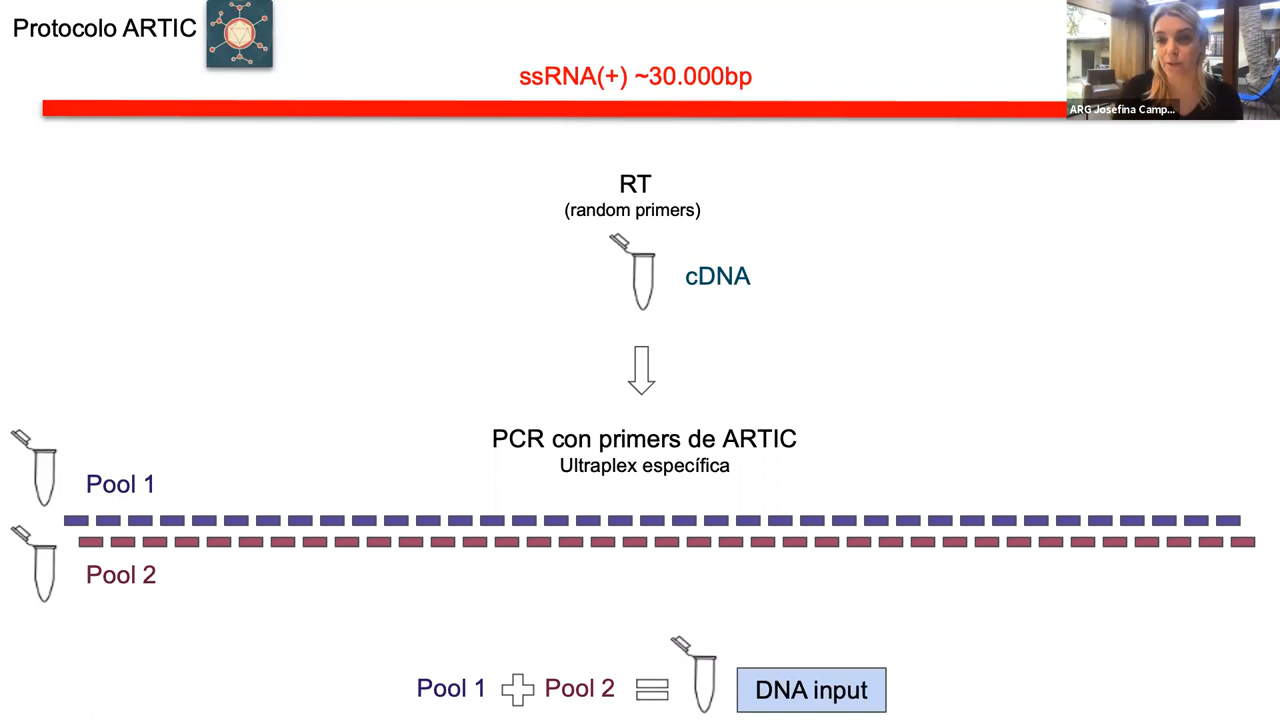 Protocolo ARTIC
ssRNA(+) ~30.000bp
ARG Josefina Camp...
RT
(random primers)
cDNA
PCR con primers de ARTIC
Ultraplex específica
Pool 1
Pool 2
Pool 1
Pool 2
DNA input